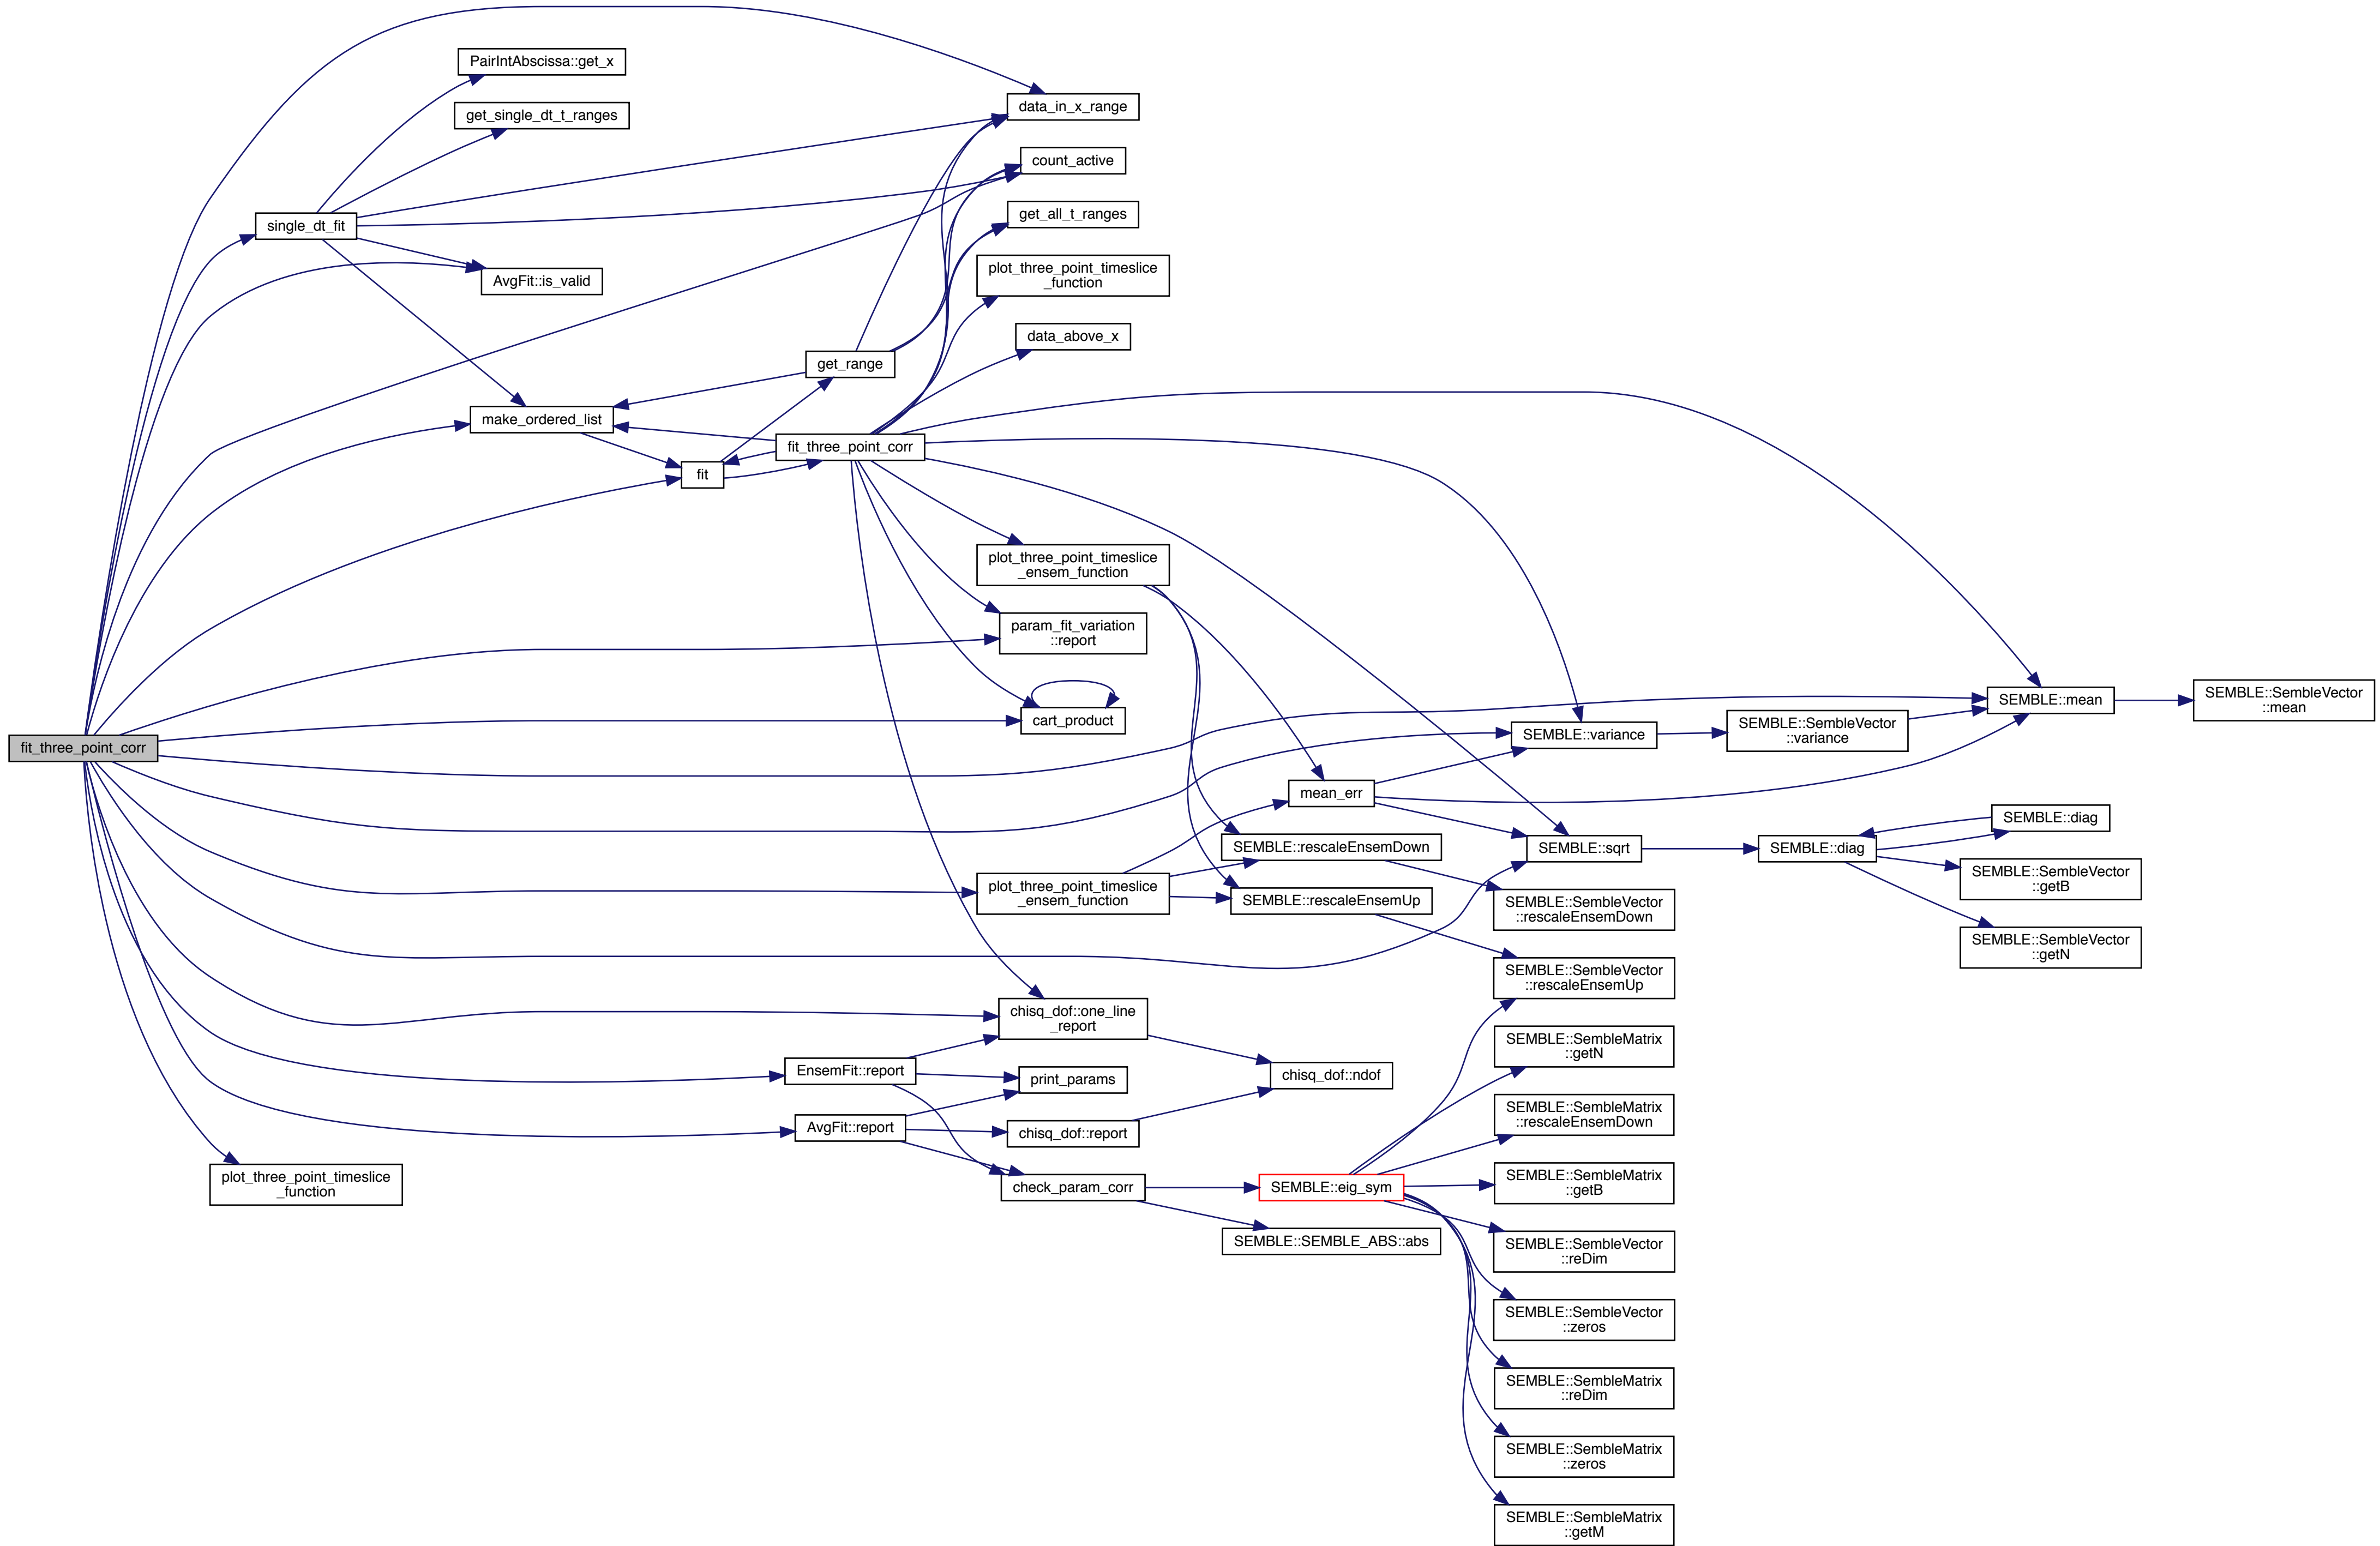 PairIntAbscissa::get_x
get_single_dt_t_ranges
data_in_x_range
count_active
get_all_t_ranges
single_dt_fit
AvgFit::is_valid
plot_three_point_timeslice
_function
data_above_x
get_range
make_ordered_list
fit_three_point_corr
fit
plot_three_point_timeslice
_ensem_function
param_fit_variation
::report
cart_product
fit_three_point_corr
SEMBLE::mean
SEMBLE::SembleVector
::mean
SEMBLE::variance
SEMBLE::SembleVector
::variance
mean_err
SEMBLE::rescaleEnsemDown
SEMBLE::sqrt
SEMBLE::diag
SEMBLE::diag
SEMBLE::SembleVector
::getB
plot_three_point_timeslice
_ensem_function
SEMBLE::rescaleEnsemUp
SEMBLE::SembleVector
::rescaleEnsemDown
SEMBLE::SembleVector
::getN
SEMBLE::SembleVector
::rescaleEnsemUp
chisq_dof::one_line
_report
SEMBLE::SembleMatrix
::getN
EnsemFit::report
print_params
chisq_dof::ndof
AvgFit::report
chisq_dof::report
SEMBLE::SembleMatrix
::rescaleEnsemDown
plot_three_point_timeslice
_function
check_param_corr
SEMBLE::eig_sym
SEMBLE::SembleMatrix
::getB
SEMBLE::SEMBLE_ABS::abs
SEMBLE::SembleVector
::reDim
SEMBLE::SembleVector
::zeros
SEMBLE::SembleMatrix
::reDim
SEMBLE::SembleMatrix
::zeros
SEMBLE::SembleMatrix
::getM